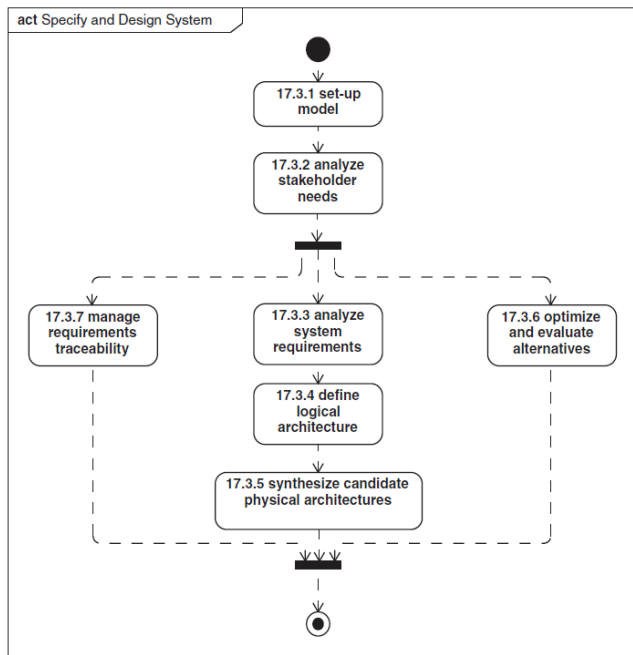 act Specify and Design System
17.3.1 set-up
model
17.3.2 analyze
stakeholder
needs
17.3.7 manage
requirements
traceability
17.3.3 analyze
system
requirements
17.3.6 optimize
and evaluate
alternatives
17.3.4 define
logical
architecture
17.3.5 synthesize candidate
physical architectures